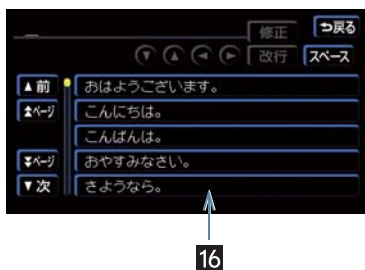 修正 戻る
改行 スペース
▲前 おはようございます。
ページ こんにちは。
こんばんは。
ページ おやすみなさい。
▼次 さようなら。
16